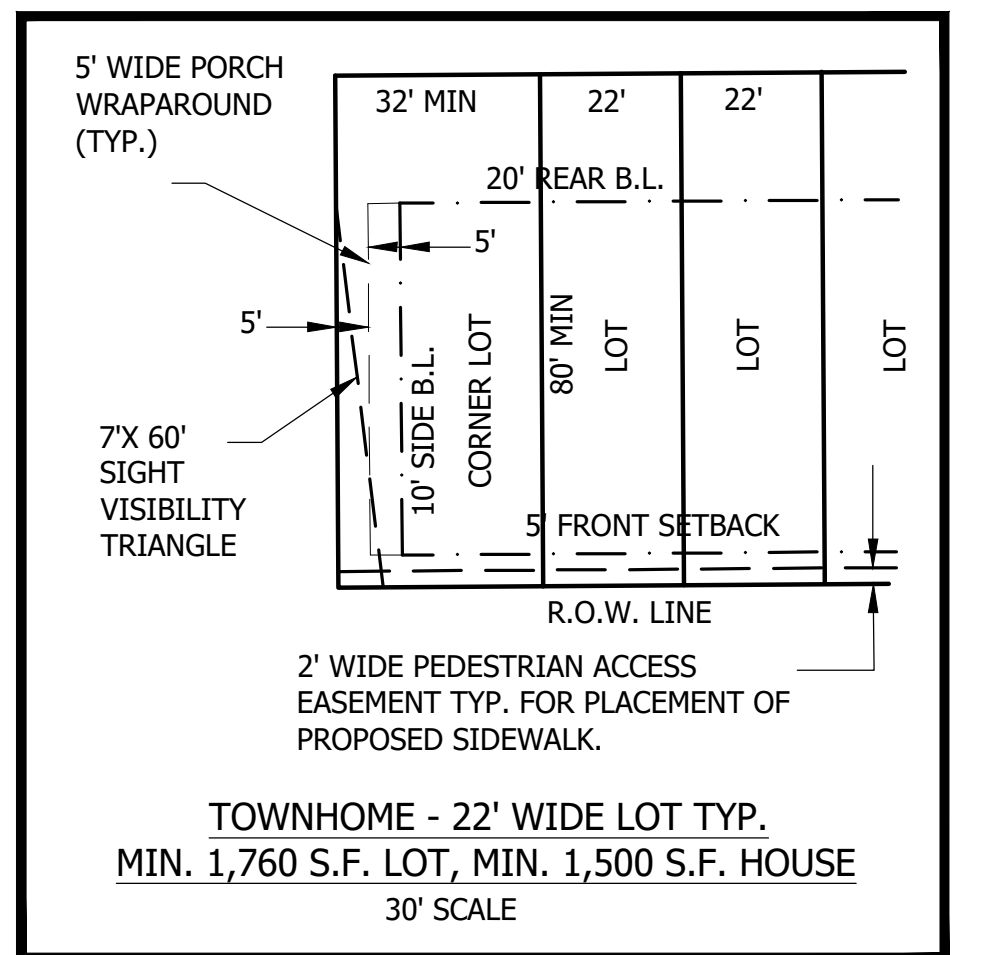 5' WIDE PORCH
WRAPAROUND
(TYP.)
32' MIN
22'
22'
20' REAR B.L.
5'
5'
10' SIDE B.L.
CORNER LOT
80' MIN
LOT
LOT
LOT
7'X 60'
SIGHT
VISIBILITY
TRIANGLE
5' FRONT SETBACK
R.O.W. LINE
2' WIDE PEDESTRIAN ACCESS
EASEMENT TYP. FOR PLACEMENT OF
PROPOSED SIDEWALK.
TOWNHOME - 22' WIDE LOT TYP.
MIN. 1,760 S.F. LOT, MIN. 1,500 S.F. HOUSE
30' SCALE